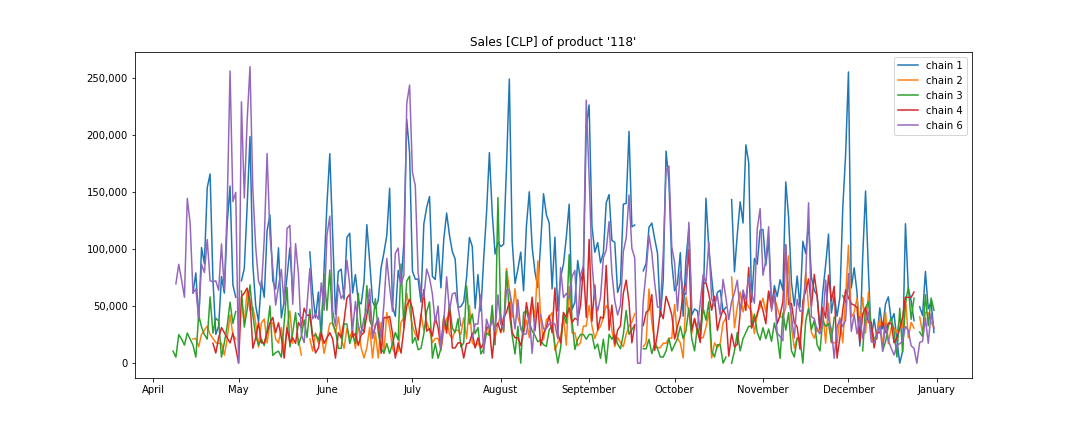 Sales [CLP] of product '118'
250,000
200,000
150,000
100,000
50,000
0
chain 1
chain 2
chain 3
chain 4
chain 6
April May June July August September October November December January